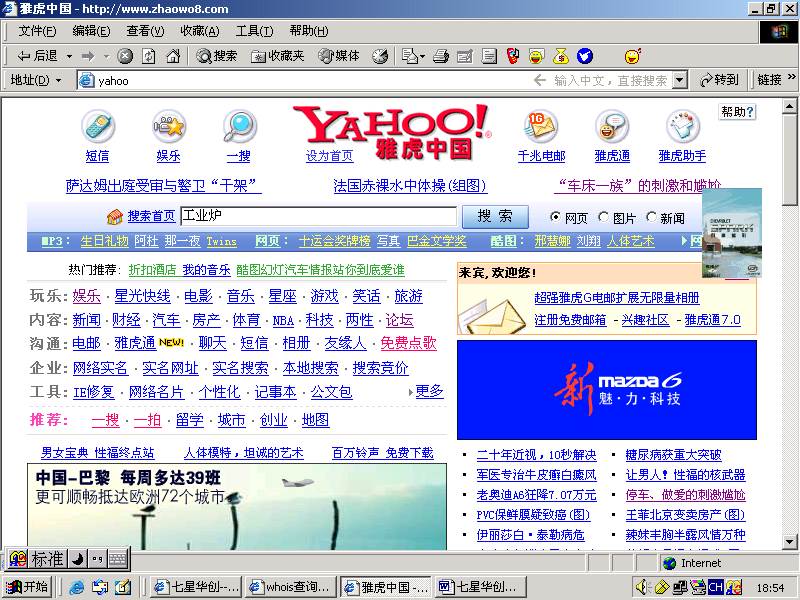 雅虎中国 - http://www.zhaowo8.com
文件(F) 编辑(E) 查看(V) 收藏(A) 工具(T) 帮助(H)
后退 搜索 收藏夹 媒体
地址(D) yahoo 输入中文，直接搜索 转到 链接 »
帮助?
YAHOO!®
雅虎中国
短信 娱乐 一搜 设为首页 千兆电邮 雅虎通 雅虎助手
萨达姆出庭受审与警卫“干架” 法国赤裸水中体操(组图) “车床一族”的刺激和尴尬
搜索首页 工业炉 搜 索 网页 图片 新闻
MP3： 生日礼物 阿杜 那一夜 Twins 网页： 十运会奖牌榜 写真 巴金文学奖 酷图： 邢慧娜 刘翔 人体艺术
CHEVROLET
SPARK
热门推荐: 折扣酒店 我的音乐 酷图幻灯汽车情报站你到底爱谁
来宾, 欢迎您!
超强雅虎G电邮扩展无限量相册
注册免费邮箱 - 兴趣社区 - 雅虎通7.0
玩乐: 娱乐 · 星光快线 · 电影 · 音乐 · 星座 · 游戏 · 笑话 · 旅游
内容: 新闻 · 财经 · 汽车 · 房产 · 体育 · NBA · 科技 · 两性 · 论坛
沟通: 电邮 · 雅虎通 NEW! · 聊天 · 短信 · 相册 · 友缘人 · 免费点歌
企业: 网络实名 · 实名网址 · 实名搜索 · 本地搜索 · 搜索竞价
工具: IE修复 · 网络名片 · 个性化 · 记事本 · 公文包 更多
推荐: 一搜 · 一拍 · 留学 · 城市 · 创业 · 地图
新 mazda6
魅·力·科技
男女宝典 性福终点站 人体模特，坦诚的艺术 百万铃声 免费下载
中国-巴黎 每周多达39班
更可顺畅抵达欧洲72个城市
· 二十年近视，10秒解决 · 糖尿病获重大突破
· 军医专治牛皮癣白癜风 · 让男人！性福的核武器
· 老奥迪A6狂降7.07万元 · 停车、做爱的刺激尴尬
· PVC保鲜膜疑致癌(图) · 王菲北京变卖房产(图)
· 伊丽莎白·泰勒病危 · 辣妹半胸半露风情万种
标准
Internet
开始 七星华创--... whois查询... 雅虎中国 -... 七星华创-... CH 18:54